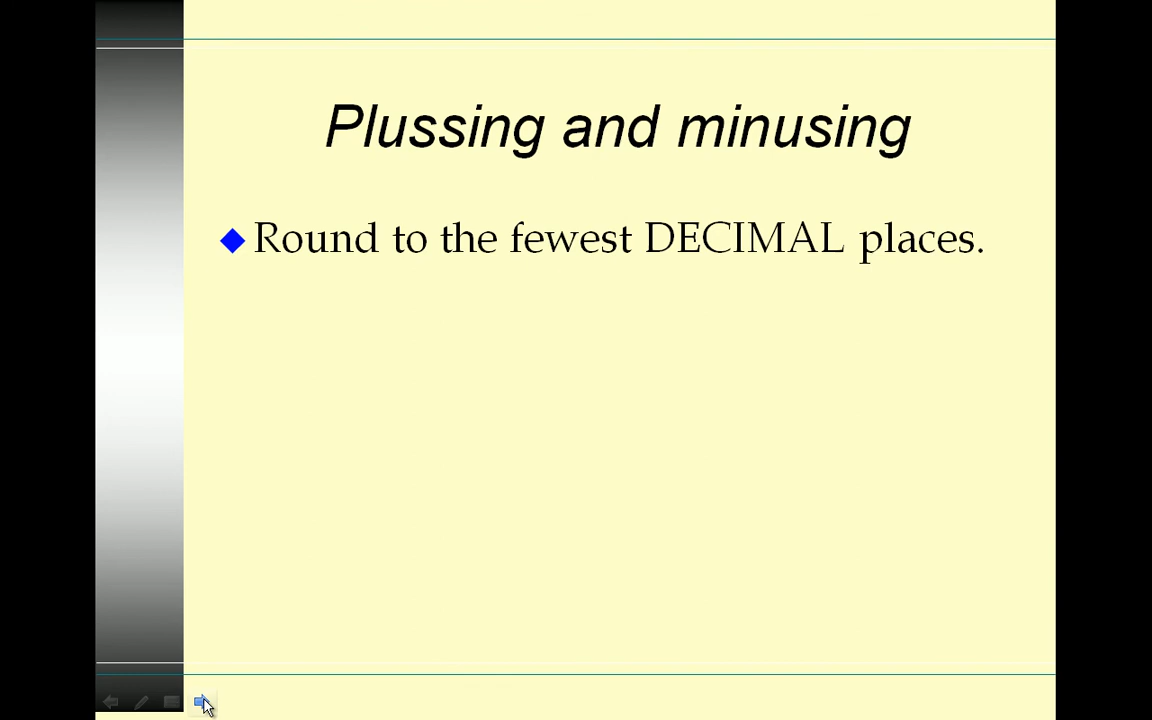 Plussing and minusing
Round to the fewest DECIMAL places.